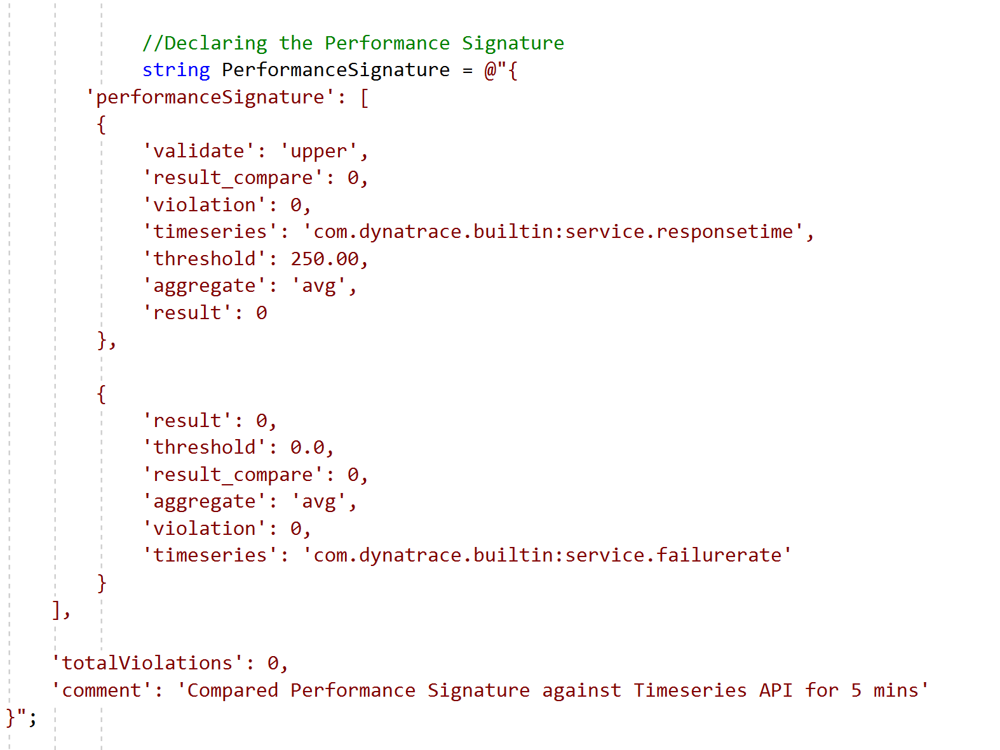 //Declaring the Performance Signature
string PerformanceSignature = @"{
'performanceSignature': [
{
'validate': 'upper',
'result_compare': 0,
'violation': 0,
'timeseries': 'com.dynatrace.builtin:service.responsetime',
'threshold': 250.00,
'aggregate': 'avg',
'result': 0
},
{
'result': 0,
'threshold': 0.0,
'result_compare': 0,
'aggregate': 'avg',
'violation': 0,
'timeseries': 'com.dynatrace.builtin:service.failurerate'
}
],
'totalViolations': 0,
'comment': 'Compared Performance Signature against Timeseries API for 5 mins'
}";